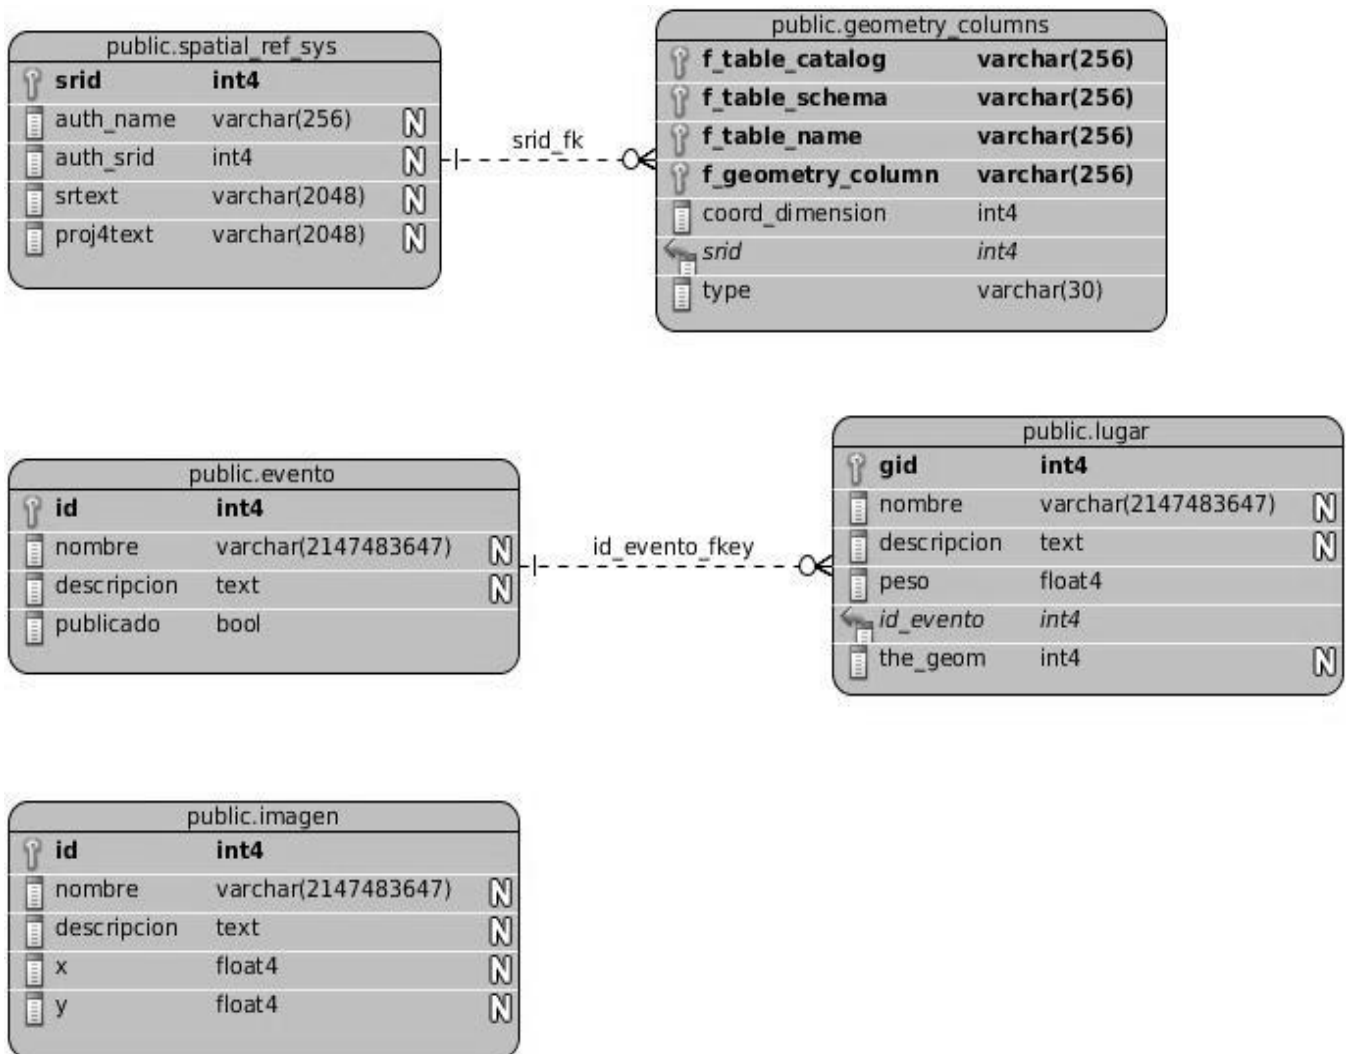 public.spatial_ref_sys
srid int4
auth_name varchar(256) N
auth_srid int4 N
srtext varchar(2048) N
proj4text varchar(2048) N
srid_fk
public.geometry_columns
f_table_catalog varchar(256)
f_table_schema varchar(256)
f_table_name varchar(256)
f_geometry_column varchar(256)
coord_dimension int4
srid int4
type varchar(30)
public.evento
id int4
nombre varchar(2147483647) N
descripcion text N
publicado bool
id_evento_fkey
public.lugar
gid int4
nombre varchar(2147483647) N
descripcion text N
peso float4
id_evento int4
the_geom int4 N
public.imagen
id int4
nombre varchar(2147483647) N
descripcion text N
x float4 N
y float4 N